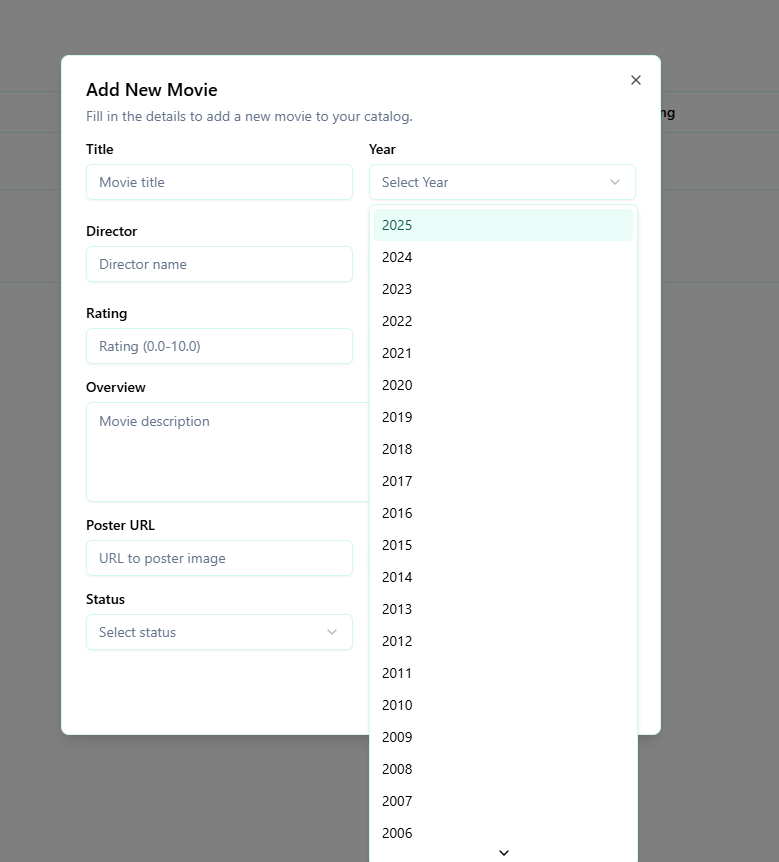 Add New Movie
Fill in the details to add a new movie to your catalog.
ng
Title
Year
Movie title
Select Year
2025
Director
2024
Director name
2023
Rating
2022
Rating (0.0-10.0)
2021
Overview
2020
Movie description
2019
2018
2017
2016
Poster URL
2015
URL to poster image
2014
Status
2013
Select status
2012
2011
2010
2009
2008
2007
2006